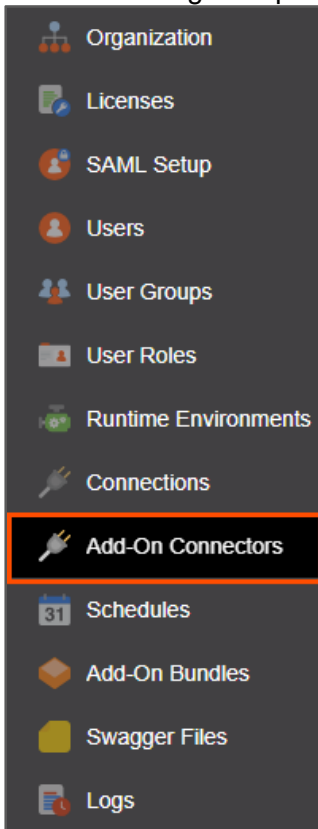 Organization
Licenses
SAML Setup
Users
User Groups
User Roles
Runtime Environments
Connections
Add-On Connectors
31 Schedules
Add-On Bundles
Swagger Files
Logs